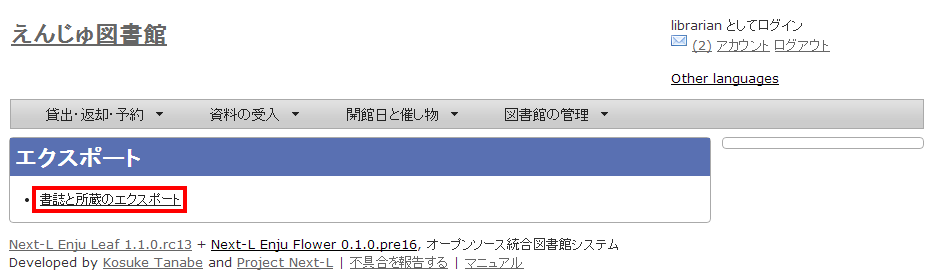 えんじゅ図書館
librarian としてログイン
(2) アカウント ログアウト
Other languages
貸出・返却・予約 ▼ 資料の受入 ▼ 開館日と催し物 ▼ 図書館の管理 ▼
エクスポート
• 書誌と所蔵のエクスポート
Next-L Enju Leaf 1.1.0.rc13 + Next-L Enju Flower 0.1.0.pre16, オープンソース統合図書館システム
Developed by Kosuke Tanabe and Project Next-L | 不具合を報告する | マニュアル